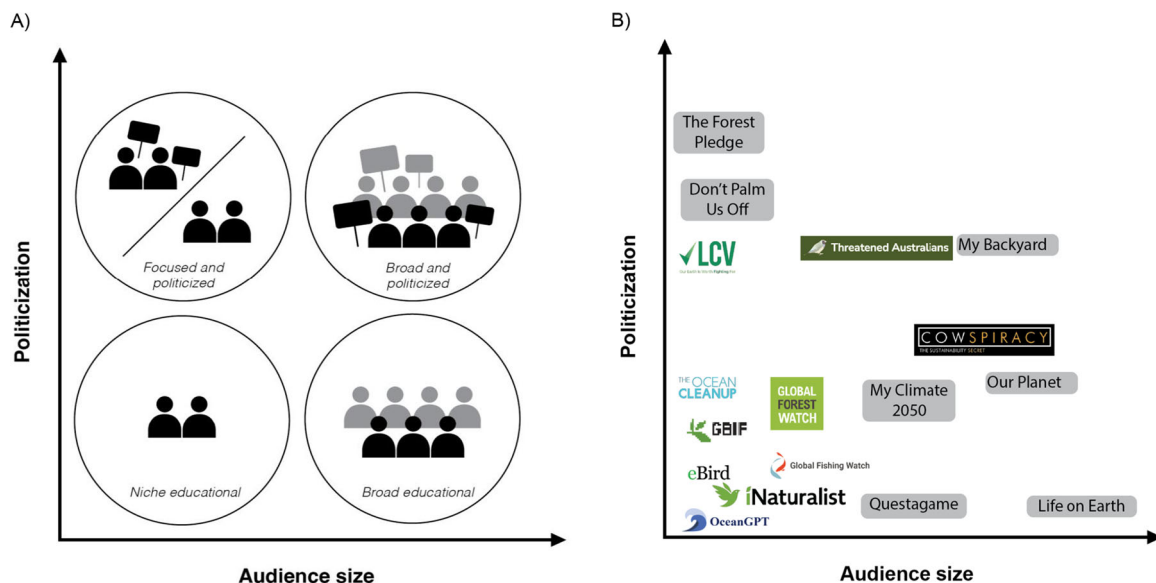 A)
Politicization
Focused and
politicized
Broad and
politicized
Niche educational
Broad educational
Audience size
B)
Politicization
The Forest
Pledge
Don't Palm
Us Off
LCV
Threatened Australians
My Backyard
COWSPIRACY
THE SUSTAINABILITY SECRET
THE OCEAN
CLEANUP
GLOBAL
FOREST
WATCH
My Climate
2050
Our Planet
GBIF
eBird
Global Fishing Watch
iNaturalist
Questagame
Life on Earth
OceanGPT
Audience size